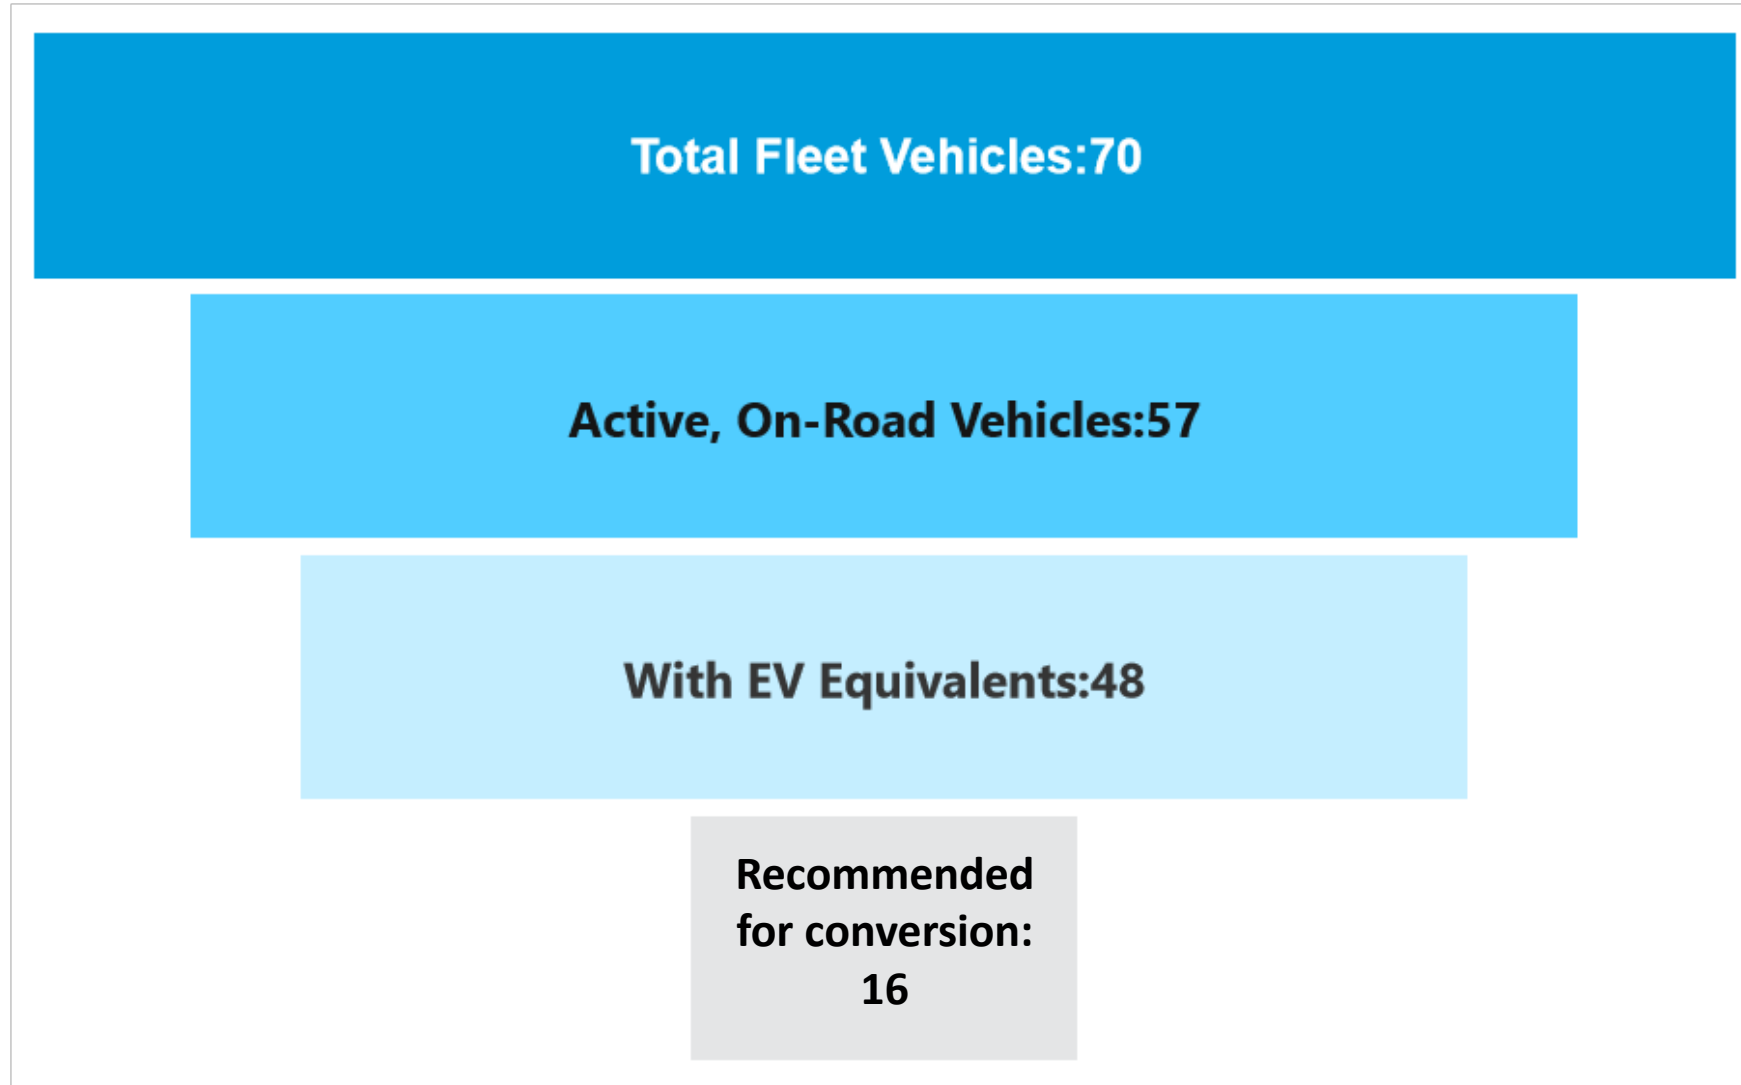 Total Fleet Vehicles:70
Active, On-Road Vehicles:57
With EV Equivalents:48
Recommended
for conversion:
16